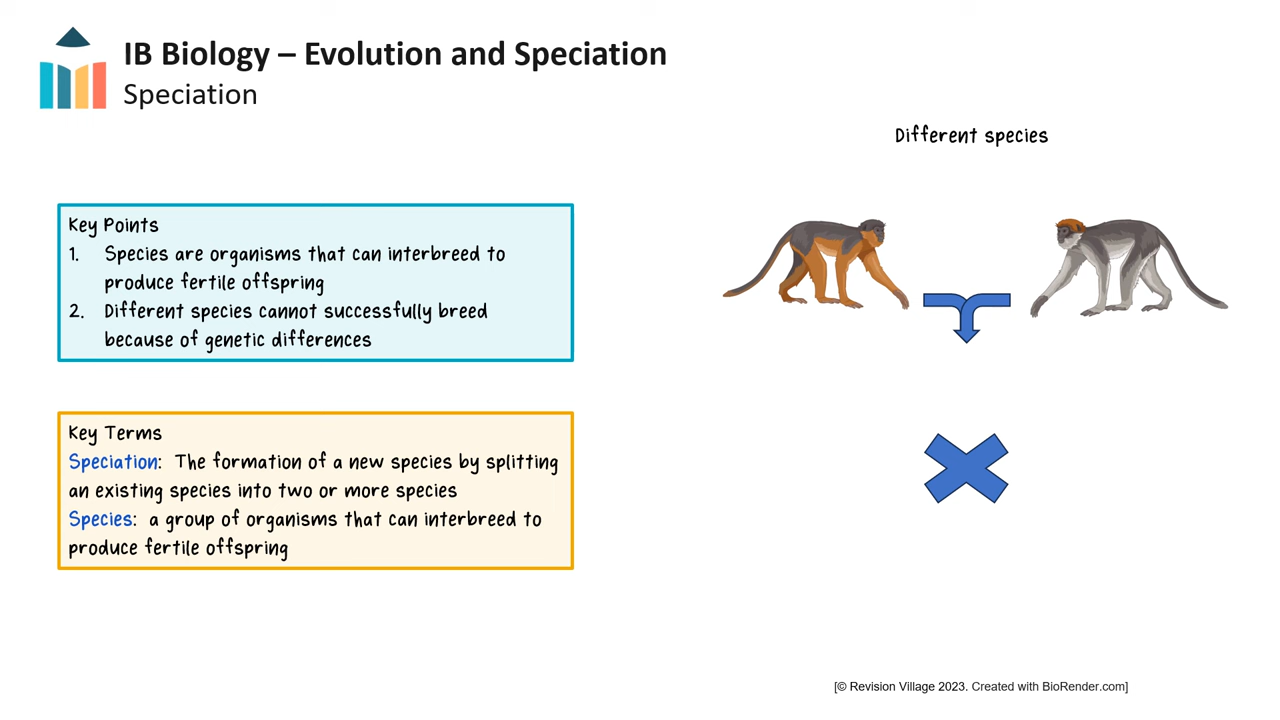 IB Biology – Evolution and Speciation
Speciation
Different species
Key Points
1. Species are organisms that can interbreed to
produce fertile offspring
2. Different species cannot successfully breed
because of genetic differences
Key Terms
Speciation: The formation of a new species by splitting
an existing species into two or more species
Species: a group of organisms that can interbreed to
produce fertile offspring
[© Revision Village 2023. Created with BioRender.com]